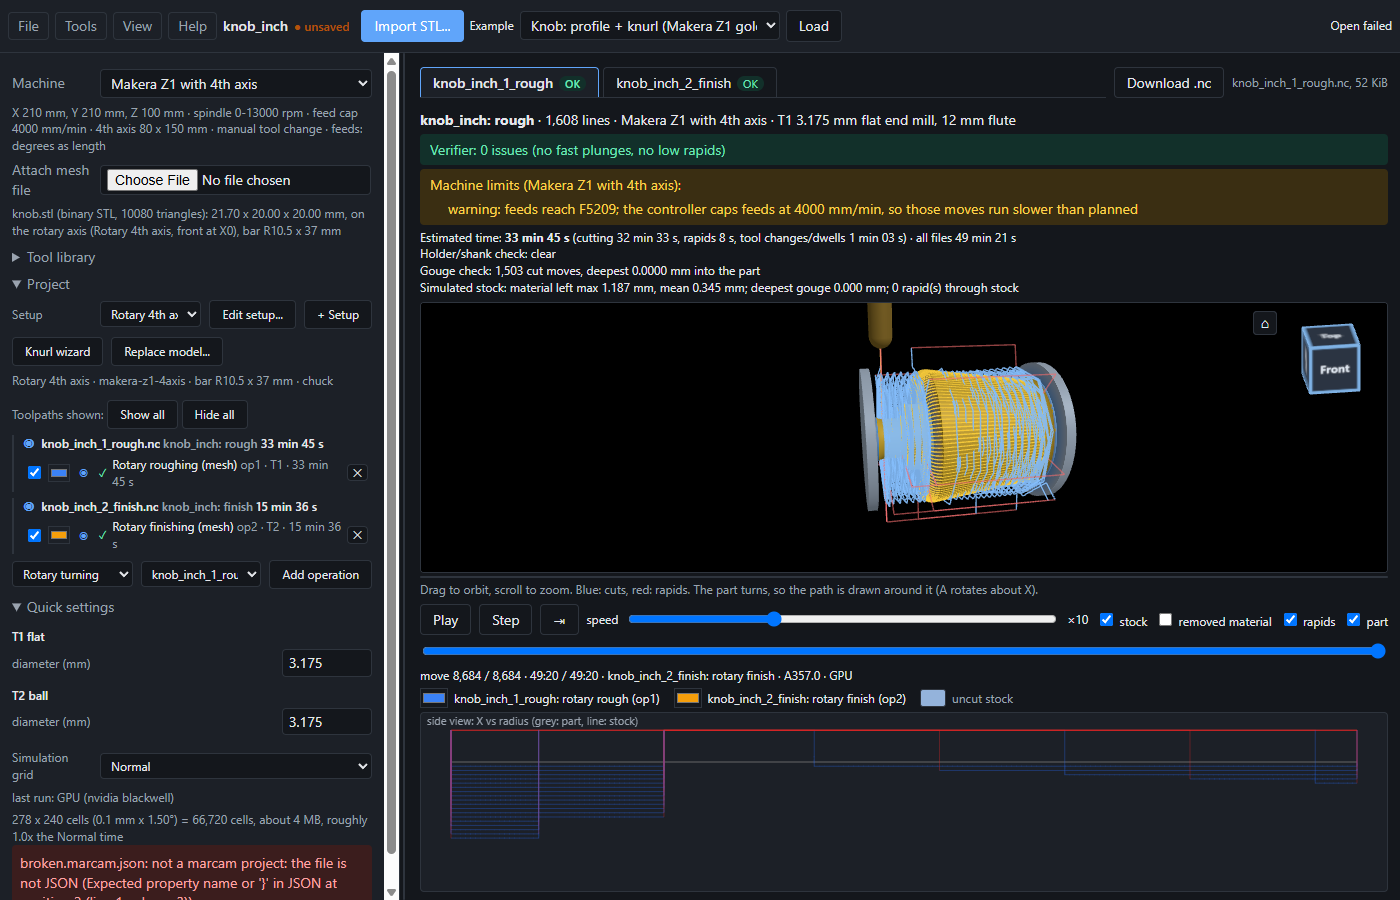 File Tools View Help knob_inch ● unsaved Import STL... Example Knob: profile + knurl (Makera Z1 gol Load Open failed
Machine Makera Z1 with 4th axis
X 210 mm, Y 210 mm, Z 100 mm · spindle 0-13000 rpm · feed cap
4000 mm/min · 4th axis 80 x 150 mm · manual tool change · feeds:
degrees as length
Attach mesh
file
Choose File No file chosen
knob.stl (binary STL, 10080 triangles): 21.70 x 20.00 x 20.00 mm, on
the rotary axis (Rotary 4th axis, front at X0), bar R10.5 x 37 mm
Tool library
Project
Setup Rotary 4th ax Edit setup... + Setup
Knurl wizard Replace model...
Rotary 4th axis · makera-z1-4axis · bar R10.5 x 37 mm · chuck
Toolpaths shown: Show all Hide all
knob_inch_1_rough.nc knob_inch: rough 33 min 45 s
Rotary roughing (mesh) op1 · T1 · 33 min
45 s
knob_inch_2_finish.nc knob_inch: finish 15 min 36 s
Rotary finishing (mesh) op2 · T2 · 15 min 36
s
Rotary turning knob_inch_1_rou Add operation
Quick settings
T1 flat
diameter (mm) 3.175
T2 ball
diameter (mm) 3.175
Simulation
grid
Normal
last run: GPU (nvidia blackwell)
278 x 240 cells (0.1 mm x 1.50°) = 66,720 cells, about 4 MB, roughly
1.0x the Normal time
broken.marcam.json: not a marcam project: the file is
not JSON (Expected property name or '}' in JSON at
knob_inch_1_rough OK knob_inch_2_finish OK Download .nc knob_inch_1_rough.nc, 52 KiB
knob_inch: rough · 1,608 lines · Makera Z1 with 4th axis · T1 3.175 mm flat end mill, 12 mm flute
Verifier: 0 issues (no fast plunges, no low rapids)
Machine limits (Makera Z1 with 4th axis):
warning: feeds reach F5209; the controller caps feeds at 4000 mm/min, so those moves run slower than planned
Estimated time: 33 min 45 s (cutting 32 min 33 s, rapids 8 s, tool changes/dwells 1 min 03 s) · all files 49 min 21 s
Holder/shank check: clear
Gouge check: 1,503 cut moves, deepest 0.0000 mm into the part
Simulated stock: material left max 1.187 mm, mean 0.345 mm; deepest gouge 0.000 mm; 0 rapid(s) through stock
Top
Front
Drag to orbit, scroll to zoom. Blue: cuts, red: rapids. The part turns, so the path is drawn around it (A rotates about X).
Play Step ⇥ speed ×10 stock removed material rapids part
move 8,684 / 8,684 · 49:20 / 49:20 · knob_inch_2_finish: rotary finish · A357.0 · GPU
knob_inch_1_rough: rotary rough (op1) knob_inch_2_finish: rotary finish (op2) uncut stock
side view: X vs radius (grey: part, line: stock)